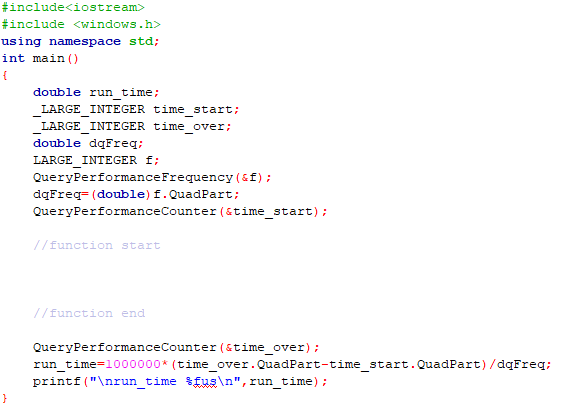 #include<iostream>
#include <windows.h>
using namespace std;
int main()
{
    double run_time;
    _LARGE_INTEGER time_start;
    _LARGE_INTEGER time_over;
    double dqFreq;
    LARGE_INTEGER f;
    QueryPerformanceFrequency(&f);
    dqFreq=(double)f.QuadPart;
    QueryPerformanceCounter(&time_start);
    //function start
    //function end
    QueryPerformanceCounter(&time_over);
    run_time=1000000*(time_over.QuadPart-time_start.QuadPart)/dqFreq;
    printf("\nrun_time %fus\n",run_time);
}